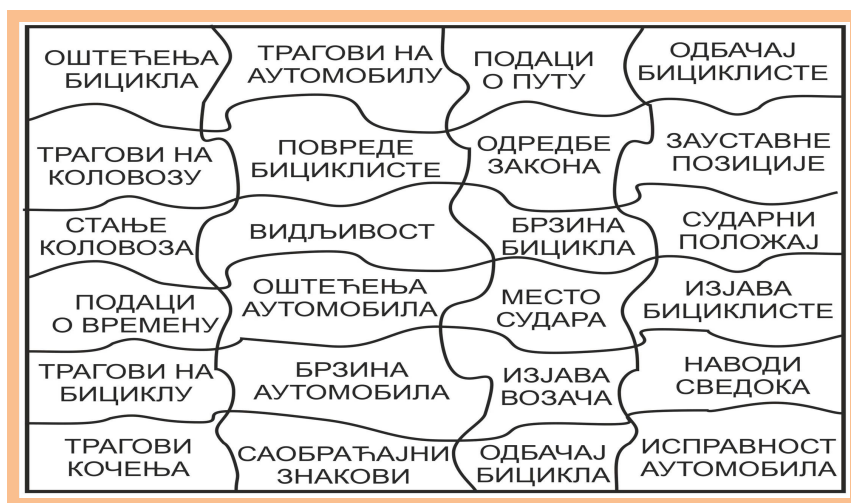 ОШТЕЋЕЊА
БИЦИКЛА
ТРАГОВИ НА
АУТОМОБИЛУ
ПОДАЦИ
О ПУТУ
ОДБАЧАЈ
БИЦИКЛИСТЕ
ТРАГОВИ НА
КОЛОВОЗУ
ПОВРЕДЕ
БИЦИКЛИСТЕ
ОДРЕДБЕ
ЗАКОНА
ЗАУСТАВНЕ
ПОЗИЦИЈЕ
СТАЊЕ
КОЛОВОЗА
ВИДЉИВОСТ
БРЗИНА
БИЦИКЛА
СУДАРНИ
ПОЛОЖАЈ
ПОДАЦИ
О ВРЕМЕНУ
ОШТЕЋЕЊА
АУТОМОБИЛА
МЕСТО
СУДАРА
ИЗЈАВА
БИЦИКЛИСТЕ
ТРАГОВИ НА
БИЦИКЛУ
БРЗИНА
АУТОМОБИЛА
ИЗЈАВА
ВОЗАЧА
НАВОДИ
СВЕДОКА
ТРАГОВИ
КОЧЕЊА
САОБРАЋАЈНИ
ЗНАКОВИ
ОДБАЧАЈ
БИЦИКЛА
ИСПРАВНОСТ
АУТОМОБИЛА